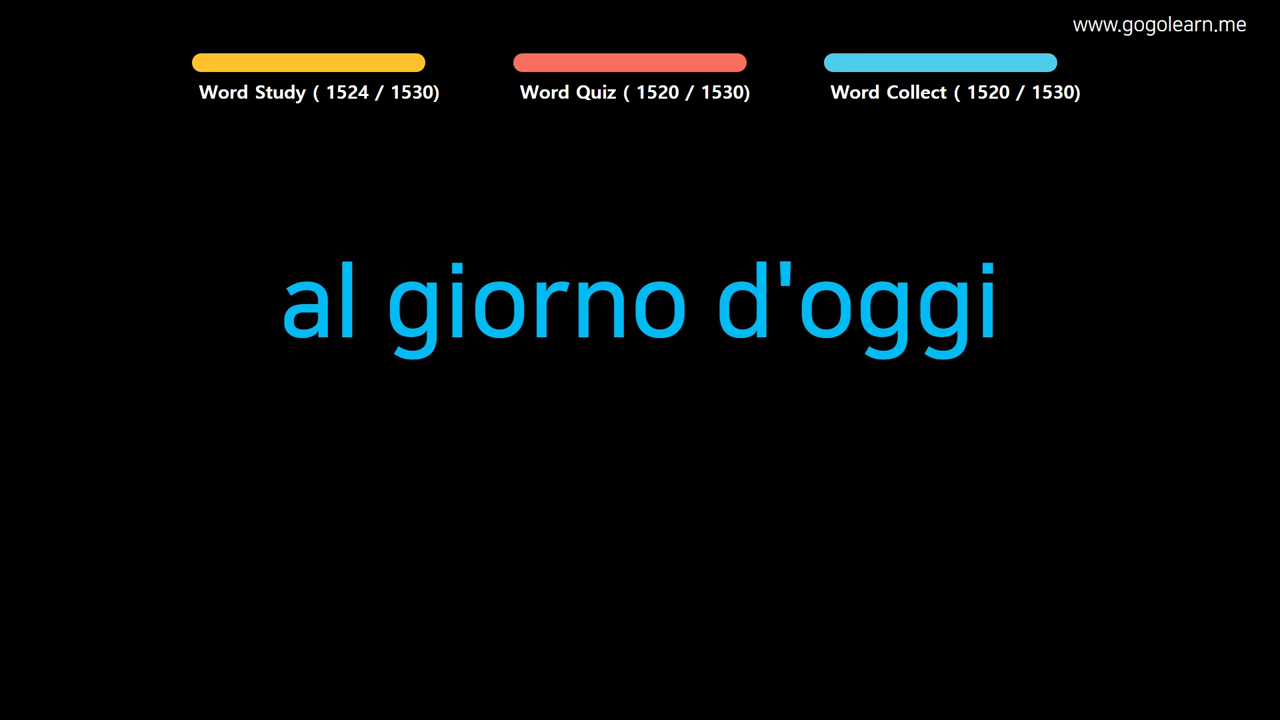 www.gogolearn.me
Word Study ( 1524 / 1530)
Word Quiz ( 1520 / 1530)
Word Collect ( 1520 / 1530)
al giorno d'oggi